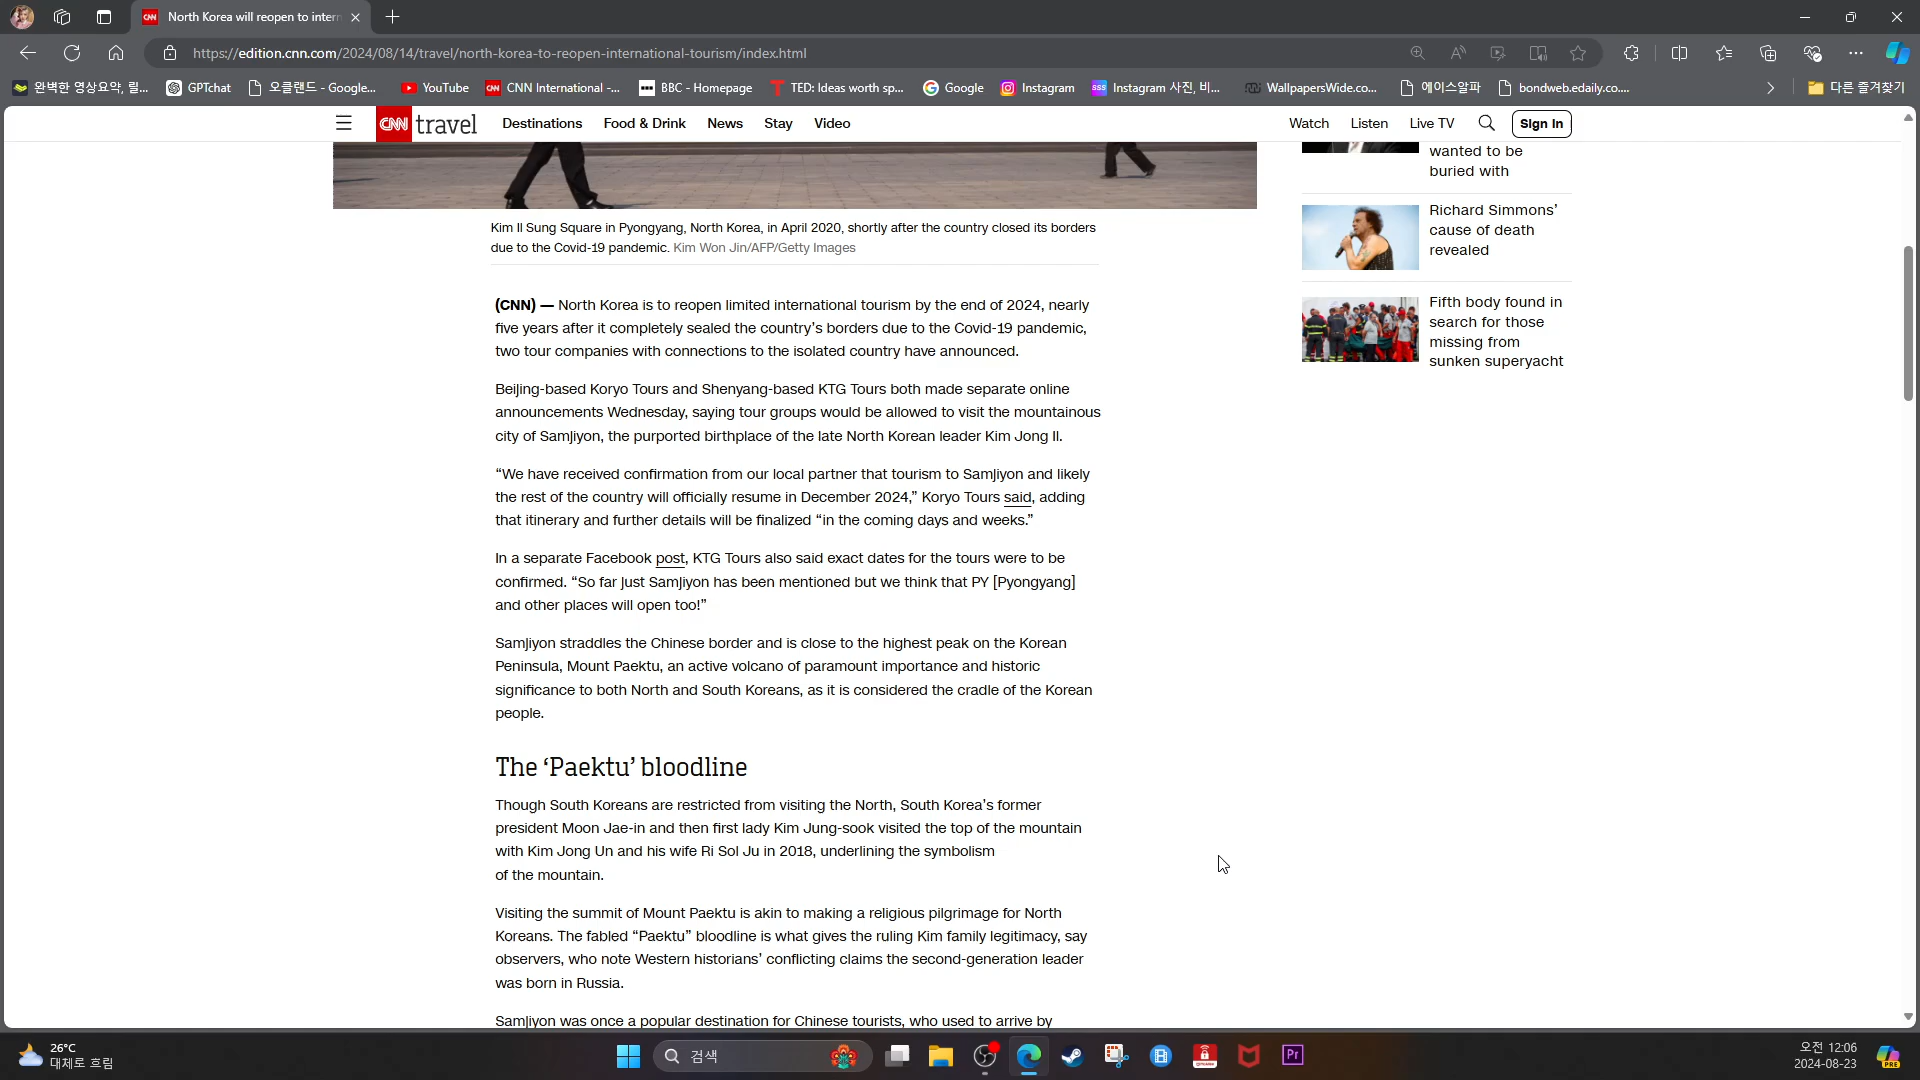 North Korea will reopen to intern
https://edition.cnn.com/2024/08/14/travel/north-korea-to-reopen-international-tourism/index.html
완벽한 영상요약, 릴... GPTchat 오클랜드 - Google... YouTube CNN International -... BBC - Homepage TED: Ideas worth sp... Google Instagram Instagram 사진, 비... WallpapersWide.co... 에이스알파 bondweb.edaily.co.... 다른 즐겨찾기
CNN travel Destinations Food & Drink News Stay Video Watch Listen Live TV Sign in
Kim Il Sung Square in Pyongyang, North Korea, in April 2020, shortly after the country closed its borders
due to the Covid-19 pandemic. Kim Won Jin/AFP/Getty Images
(CNN) — North Korea is to reopen limited international tourism by the end of 2024, nearly
five years after it completely sealed the country's borders due to the Covid-19 pandemic,
two tour companies with connections to the isolated country have announced.
Beijing-based Koryo Tours and Shenyang-based KTG Tours both made separate online
announcements Wednesday, saying tour groups would be allowed to visit the mountainous
city of Samjiyon, the purported birthplace of the late North Korean leader Kim Jong Il.
“We have received confirmation from our local partner that tourism to Samjiyon and likely
the rest of the country will officially resume in December 2024,” Koryo Tours said, adding
that itinerary and further details will be finalized “in the coming days and weeks.”
In a separate Facebook post, KTG Tours also said exact dates for the tours were to be
confirmed. “So far just Samjiyon has been mentioned but we think that PY [Pyongyang]
and other places will open too!”
Samjiyon straddles the Chinese border and is close to the highest peak on the Korean
Peninsula, Mount Paektu, an active volcano of paramount importance and historic
significance to both North and South Koreans, as it is considered the cradle of the Korean
people.
The ‘Paektu’ bloodline
Though South Koreans are restricted from visiting the North, South Korea's former
president Moon Jae-in and then first lady Kim Jung-sook visited the top of the mountain
with Kim Jong Un and his wife Ri Sol Ju in 2018, underlining the symbolism
of the mountain.
Visiting the summit of Mount Paektu is akin to making a religious pilgrimage for North
Koreans. The fabled “Paektu” bloodline is what gives the ruling Kim family legitimacy, say
observers, who note Western historians’ conflicting claims the second-generation leader
was born in Russia.
Samjiyon was once a popular destination for Chinese tourists, who used to arrive by
wanted to be
buried with
Richard Simmons’
cause of death
revealed
Fifth body found in
search for those
missing from
sunken superyacht
26°C
대체로 흐림
검색
Pr
오전 12:06
2024-08-23
PRE